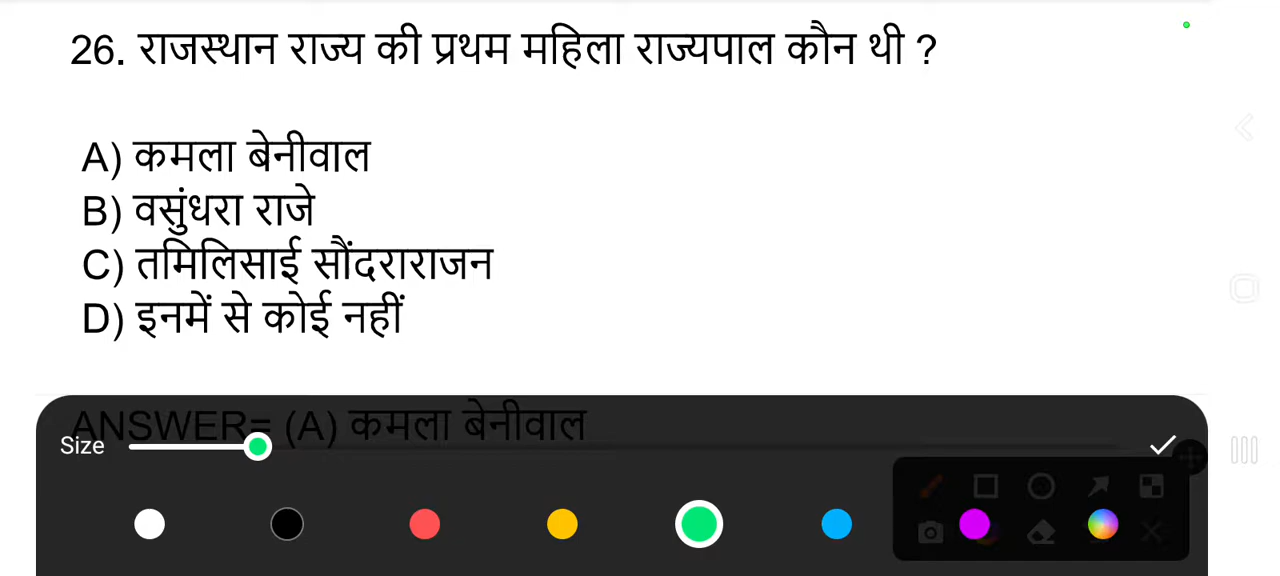 26. राजस्थान राज्य की प्रथम महिला राज्यपाल कौन थी ?
A) कमला बेनीवाल
B) वसुंधरा राजे
C) तमिलिसाई सौंदराराजन
D) इनमें से कोई नहीं
ANSWER= (A) कमला बेनीवाल
Size